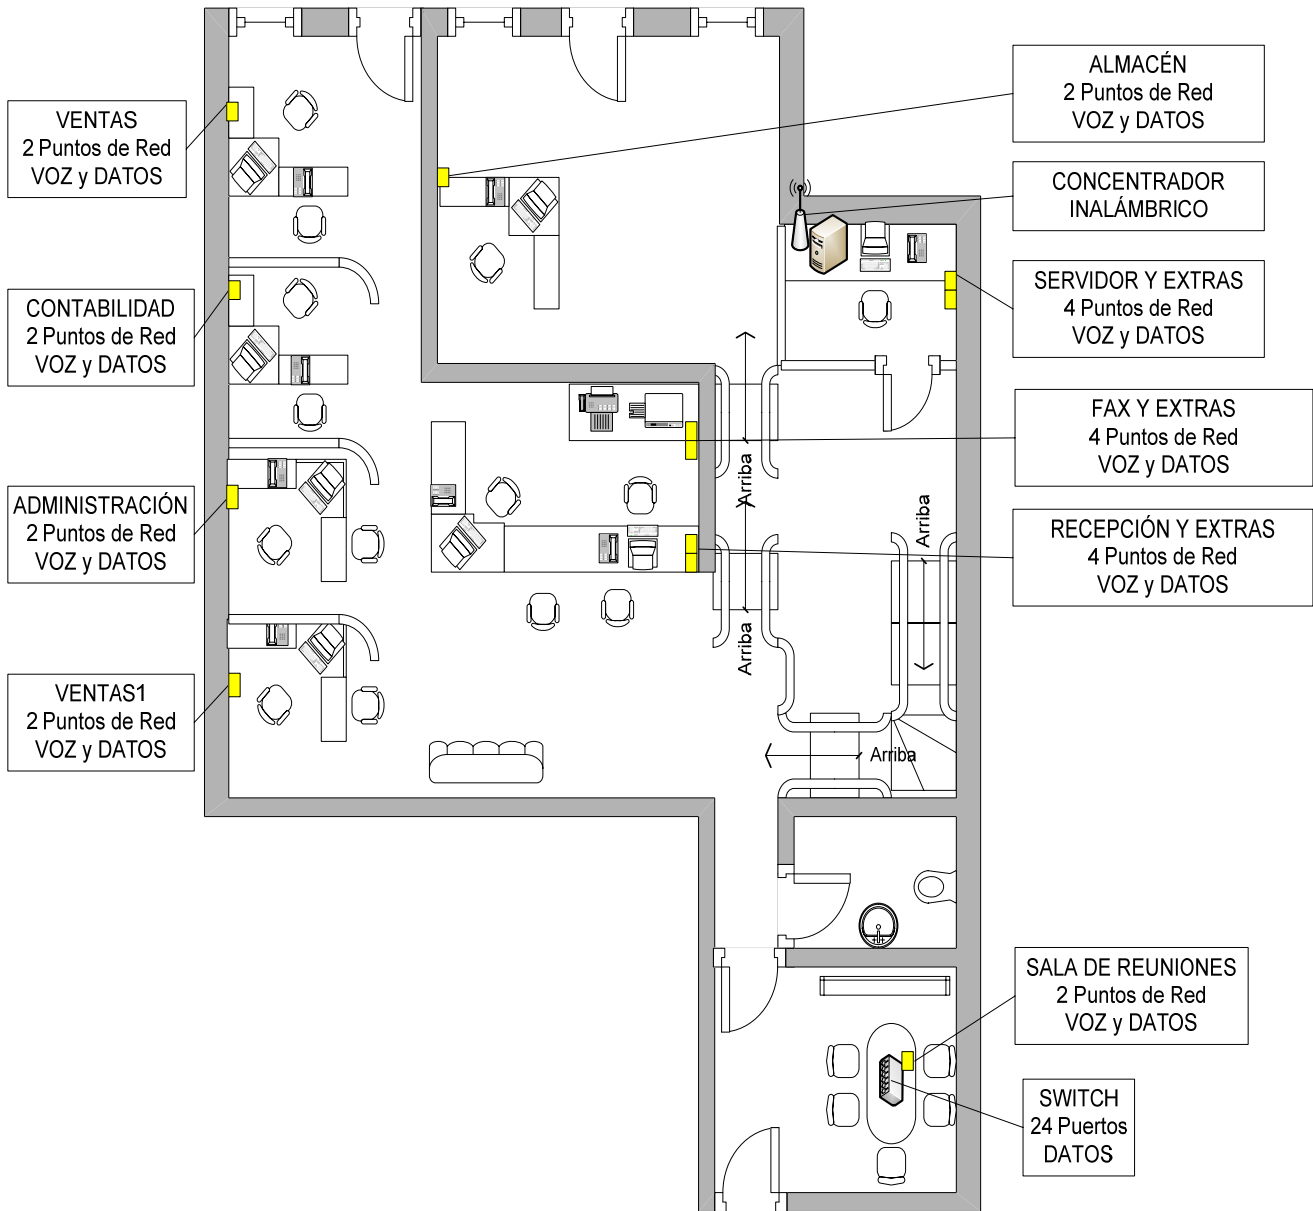 ALMACÉN
2 Puntos de Red
VOZ y DATOS
VENTAS
2 Puntos de Red
VOZ y DATOS
CONCENTRADOR
INALÁMBRICO
SERVIDOR Y EXTRAS
4 Puntos de Red
VOZ y DATOS
CONTABILIDAD
2 Puntos de Red
VOZ y DATOS
FAX Y EXTRAS
4 Puntos de Red
VOZ y DATOS
Arriba
Arriba
ADMINISTRACIÓN
2 Puntos de Red
VOZ y DATOS
RECEPCIÓN Y EXTRAS
4 Puntos de Red
VOZ y DATOS
Arriba
VENTAS1
2 Puntos de Red
VOZ y DATOS
Arriba
SALA DE REUNIONES
2 Puntos de Red
VOZ y DATOS
SWITCH
24 Puertos
DATOS